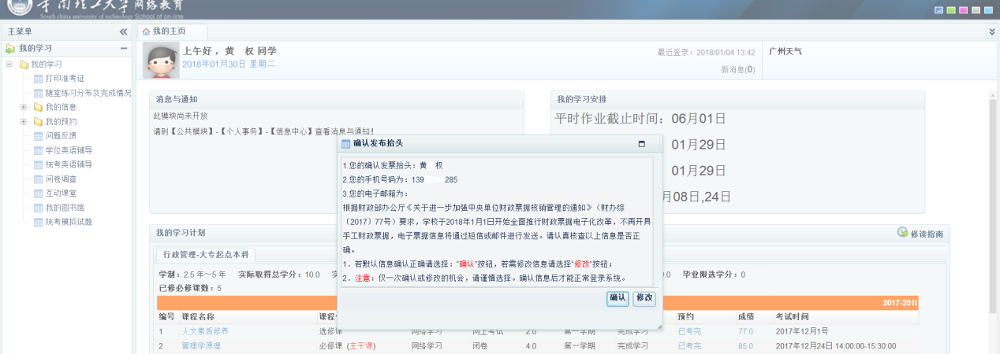 华南理工大学 网络教育
South china university of technology School of on-line
主菜单
我的主页
我的学习
上午好，黄 权 同学
2018年01月30日 星期二
最近登录：2018/01/04 13:42
新消息(0)
广州天气
我的学习
打印准考证
随堂练习分布及完成情况
我的信息
我的预约
问题反馈
学位英语辅导
统考英语辅导
问卷调查
互动课堂
我的图书馆
统考模拟试题
消息与通知
此模块尚未开放
请到【公共模块】-【个人事务】-【信息中心】查看消息与通知！
我的学习安排
平时作业截止时间：06月01日
01月29日
01月29日
月08日,24日
确认发布抬头
1.您的确认发票抬头：黄 权
2.您的手机号码为：139 285
3.您的电子邮箱为：
根据财政部办公厅《关于进一步加强中央单位财政票据核销管理的通知》（财办综
〔2017〕77号）要求，学校于2018年1月1日开始全面推行财政票据电子化改革，不再开具
手工财政票据，电子票据信息将通过短信或邮件进行发送。请认真核查以上信息是否正
确。
1．若默认信息确认正确请选择："确认"按钮，若需修改信息请选择"修改"按钮；
2．注意：仅一次确认或修改的机会，请谨慎选择。确认信息后才能正常登录系统。
确认 修改
我的学习计划
修读指南
行政管理-大专起点本科
学制：2.5 年～5 年 实际取得总学分：10.0 .0 毕业限选学分：0
已修必修课数：5
2017-2018
编号 课程名称 预约 成绩 考试时间
1 人文素质修养 选修课 网络学习 网上考试 2.0 第一学期 完成学习 已考完 77.0 2017年12月1号
2 管理学原理 必修课 (主干课) 网络学习 闭卷 4.0 第一学期 完成学习 已考完 85.0 2017年12月24日 14:00:00-15:30:00